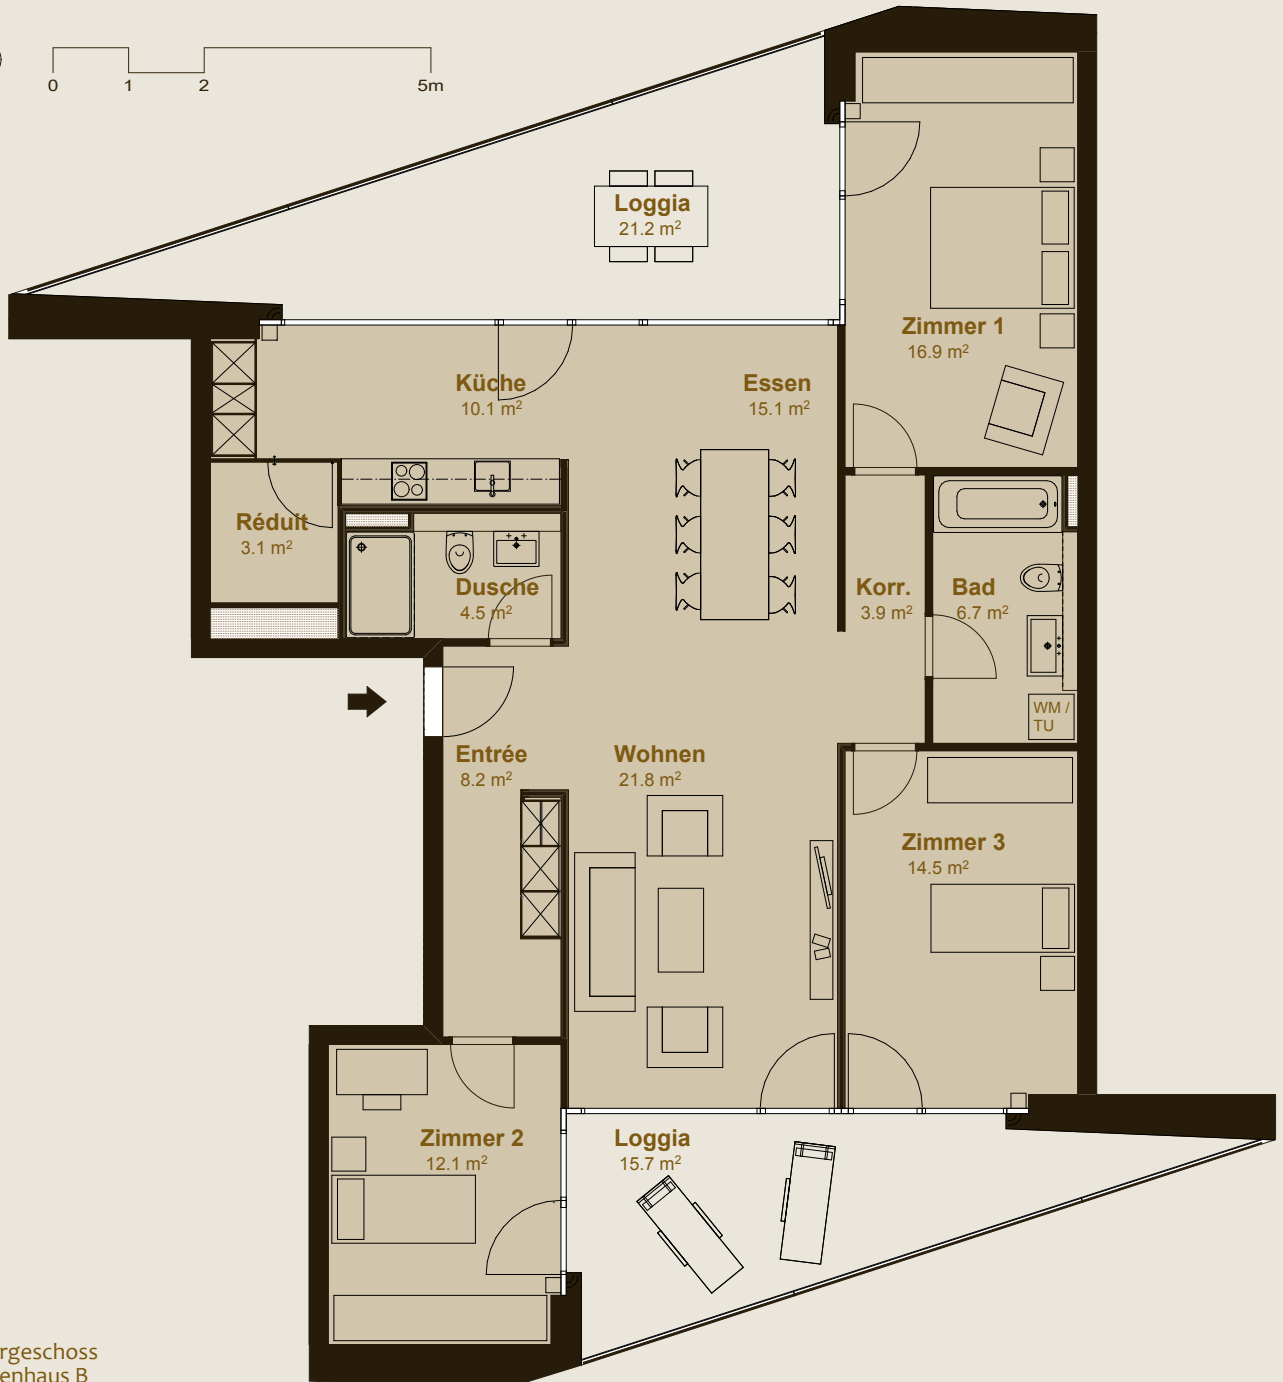 0 1 2 5m
Loggia
21.2 m²
Zimmer 1
16.9 m²
Küche
10.1 m²
Essen
15.1 m²
Réduit
3.1 m²
Dusche
4.5 m²
Korr.
3.9 m²
Bad
6.7 m²
WM /
TU
Entrée
8.2 m²
Wohnen
21.8 m²
Zimmer 3
14.5 m²
Zimmer 2
12.1 m²
Loggia
15.7 m²
rgeschoss
enhaus B